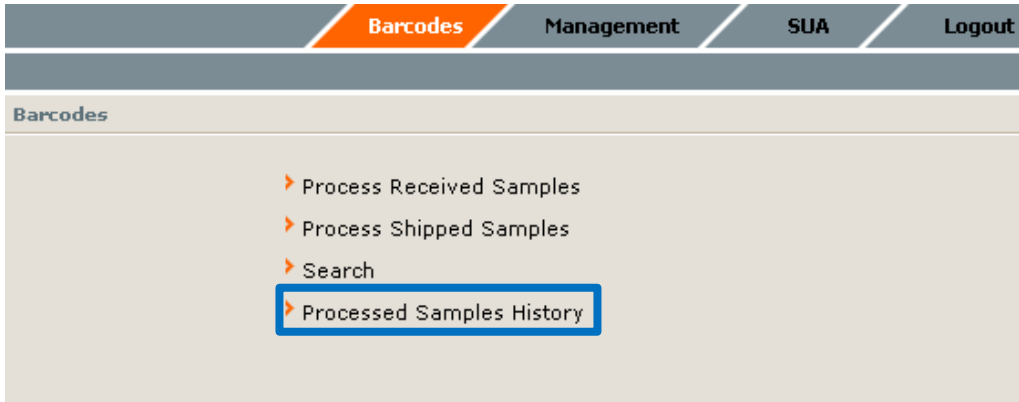 Barcodes Management SUA Logout
Barcodes
Process Received Samples
Process Shipped Samples
Search
Processed Samples History